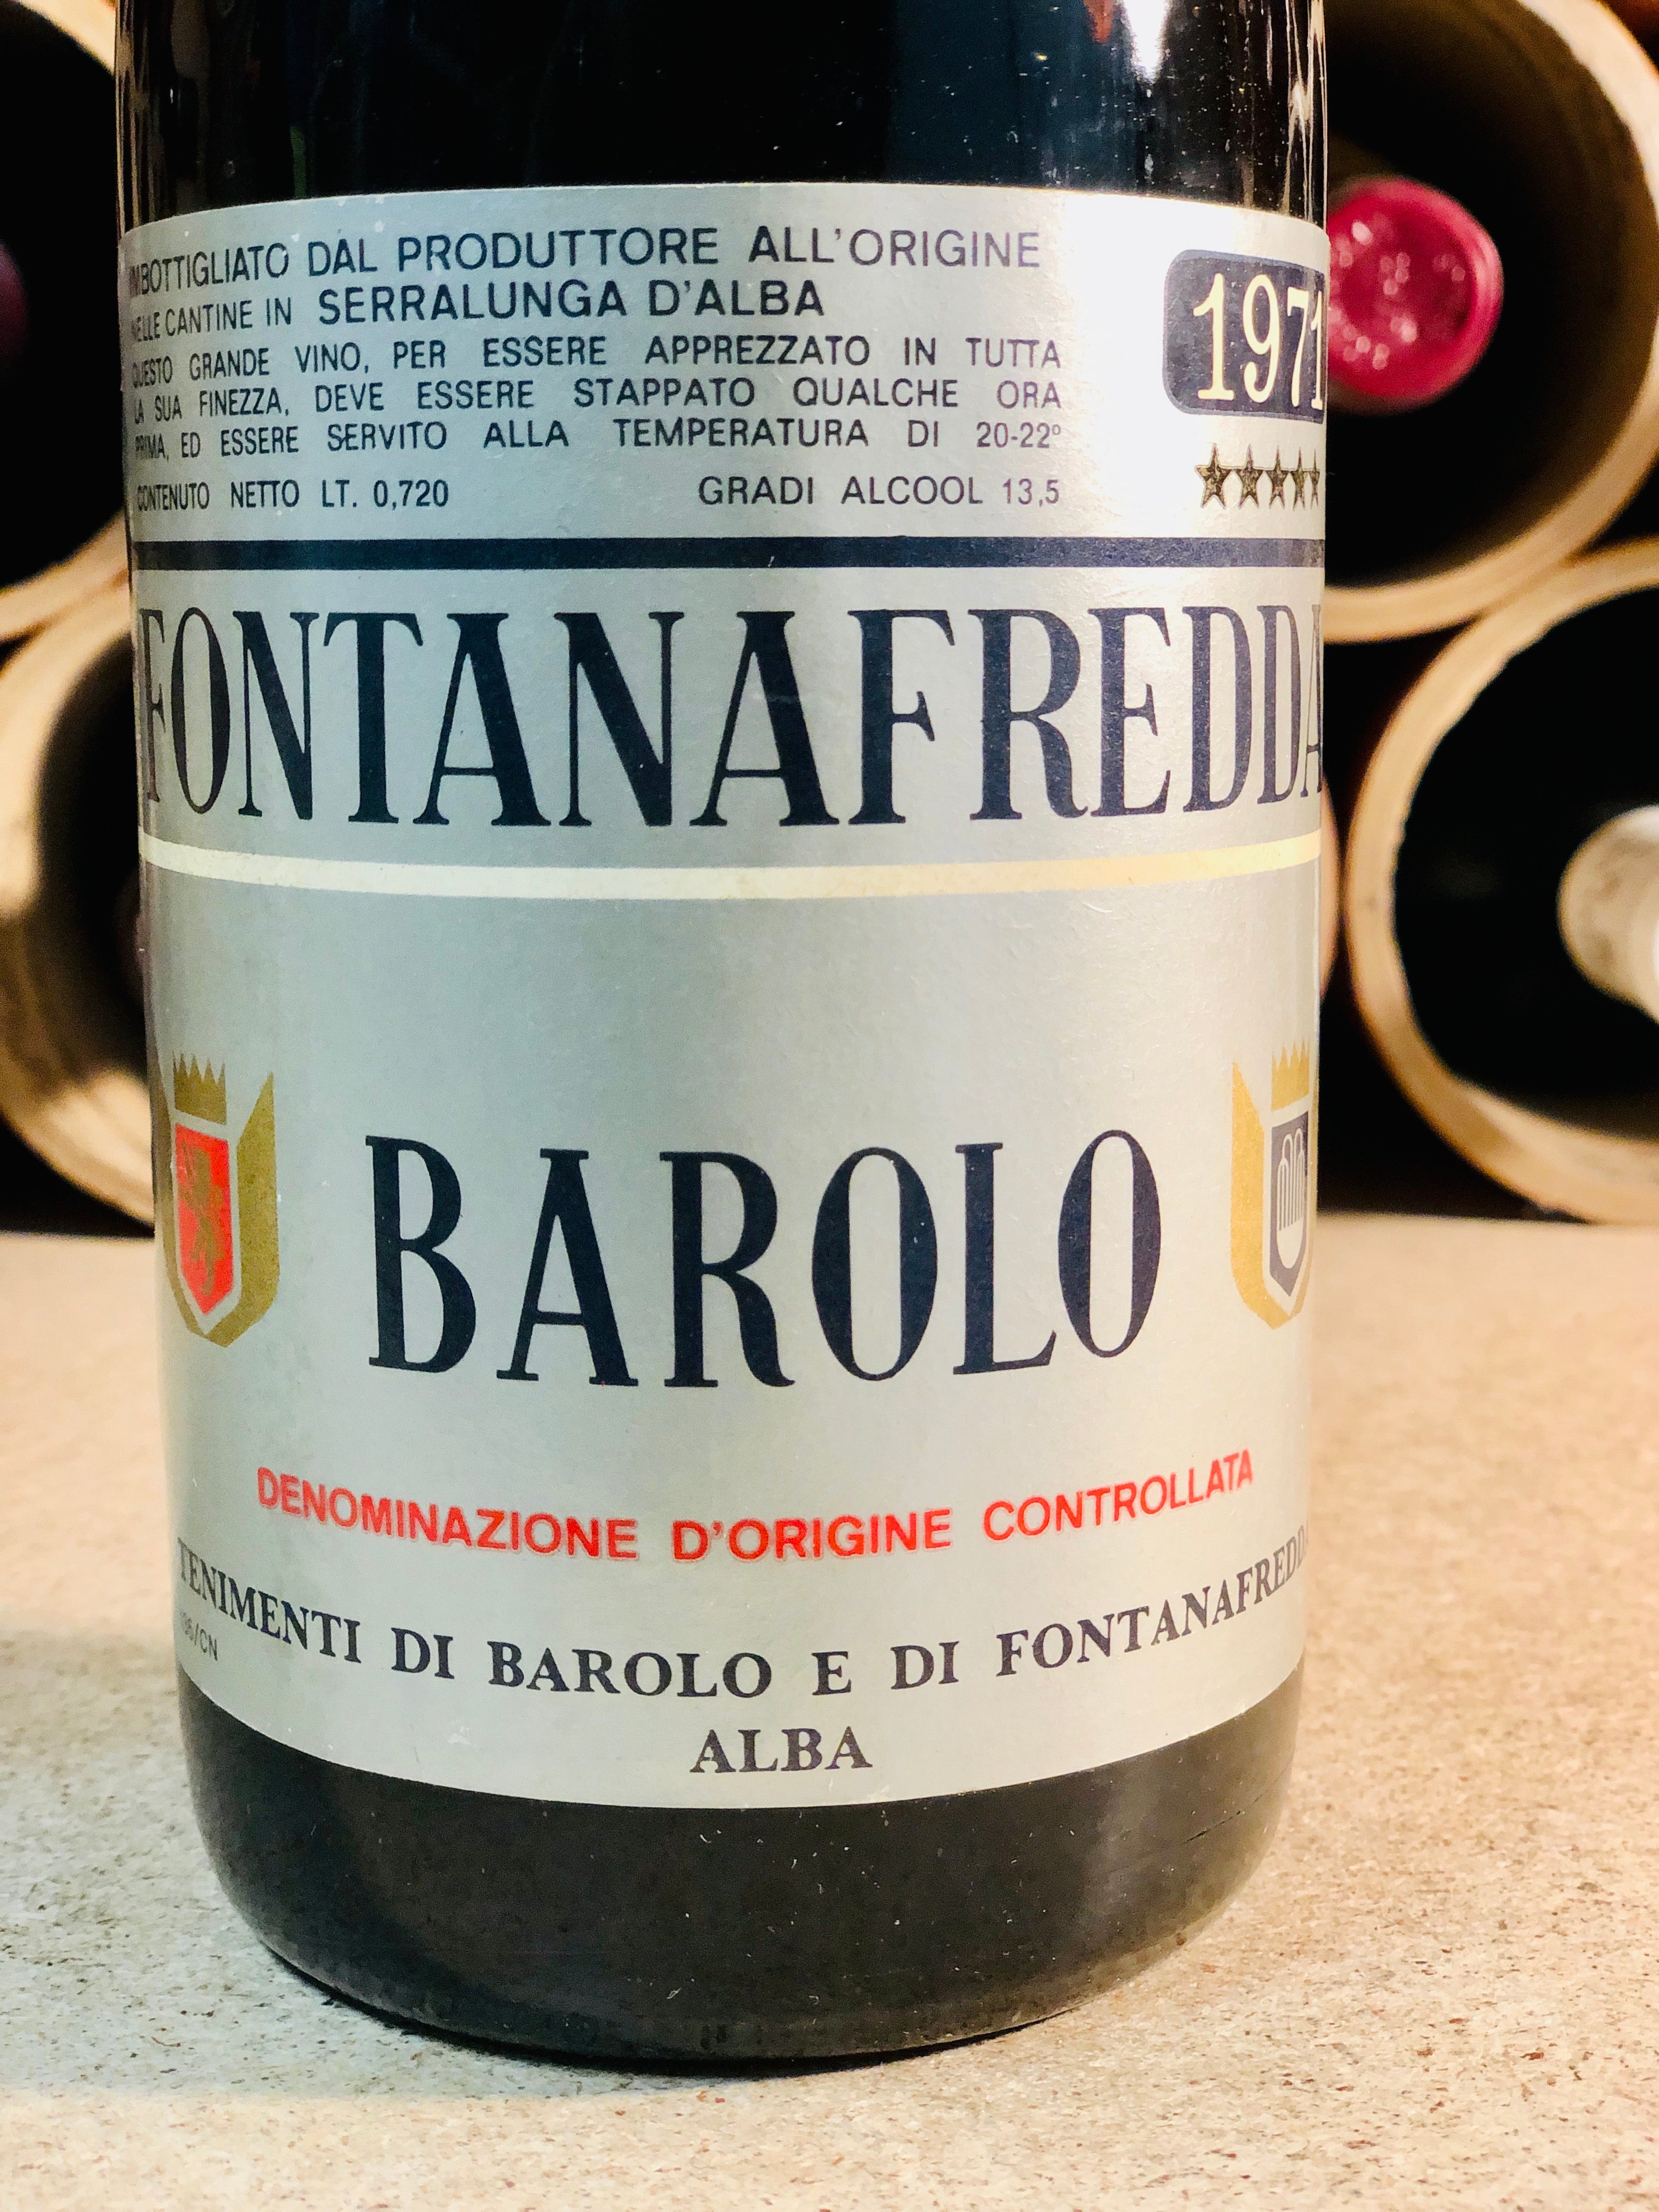 IMBOTTIGLIATO DAL PRODUTTORE ALL'ORIGINE
NELLE CANTINE IN SERRALUNGA D'ALBA
QUESTO GRANDE VINO, PER ESSERE APPREZZATO IN TUTTA
LA SUA FINEZZA, DEVE ESSERE STAPPATO QUALCHE ORA
PRIMA, ED ESSERE SERVITO ALLA TEMPERATURA DI 20-22°
CONTENUTO NETTO LT. 0,720 GRADI ALCOOL 13,5
1971
FONTANAFREDDA
BAROLO
DENOMINAZIONE D'ORIGINE CONTROLLATA
TENIMENTI DI BAROLO E DI FONTANAFREDDA
ALBA